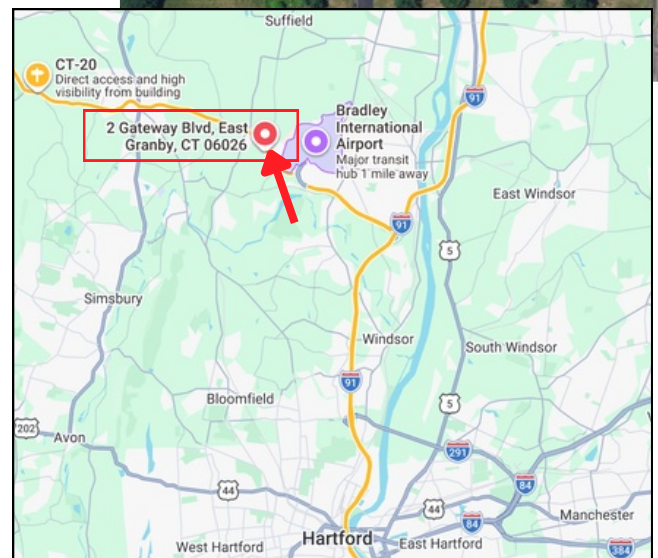 Suffield
CT-20
Direct access and high
visibility from building
91
2 Gateway Blvd, East
Granby, CT 06026
Bradley
International
Airport
Major transit
hub 1 mile away
East Windsor
91
5
Simsbury
Windsor
South Windsor
91
Bloomfield
5
202
Avon
291
44
84
44
Manchester
84
Hartford
West Hartford
East Hartford
384